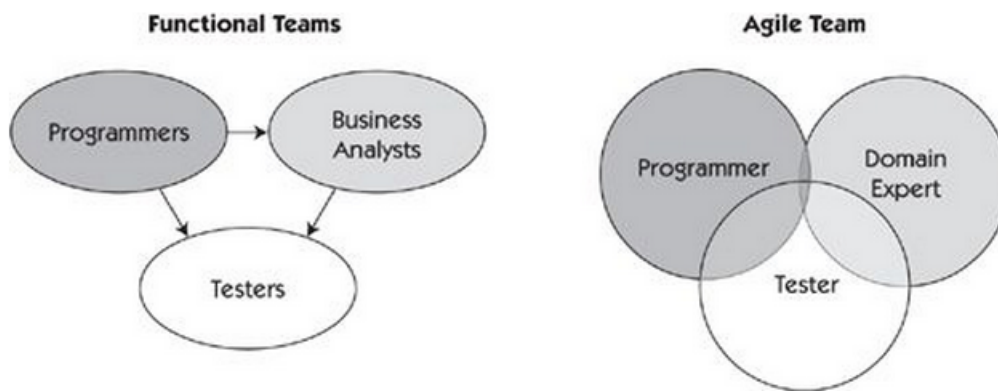 Functional Teams
Programmers
Business
Analysts
Testers
Agile Team
Programmer
Domain
Expert
Tester